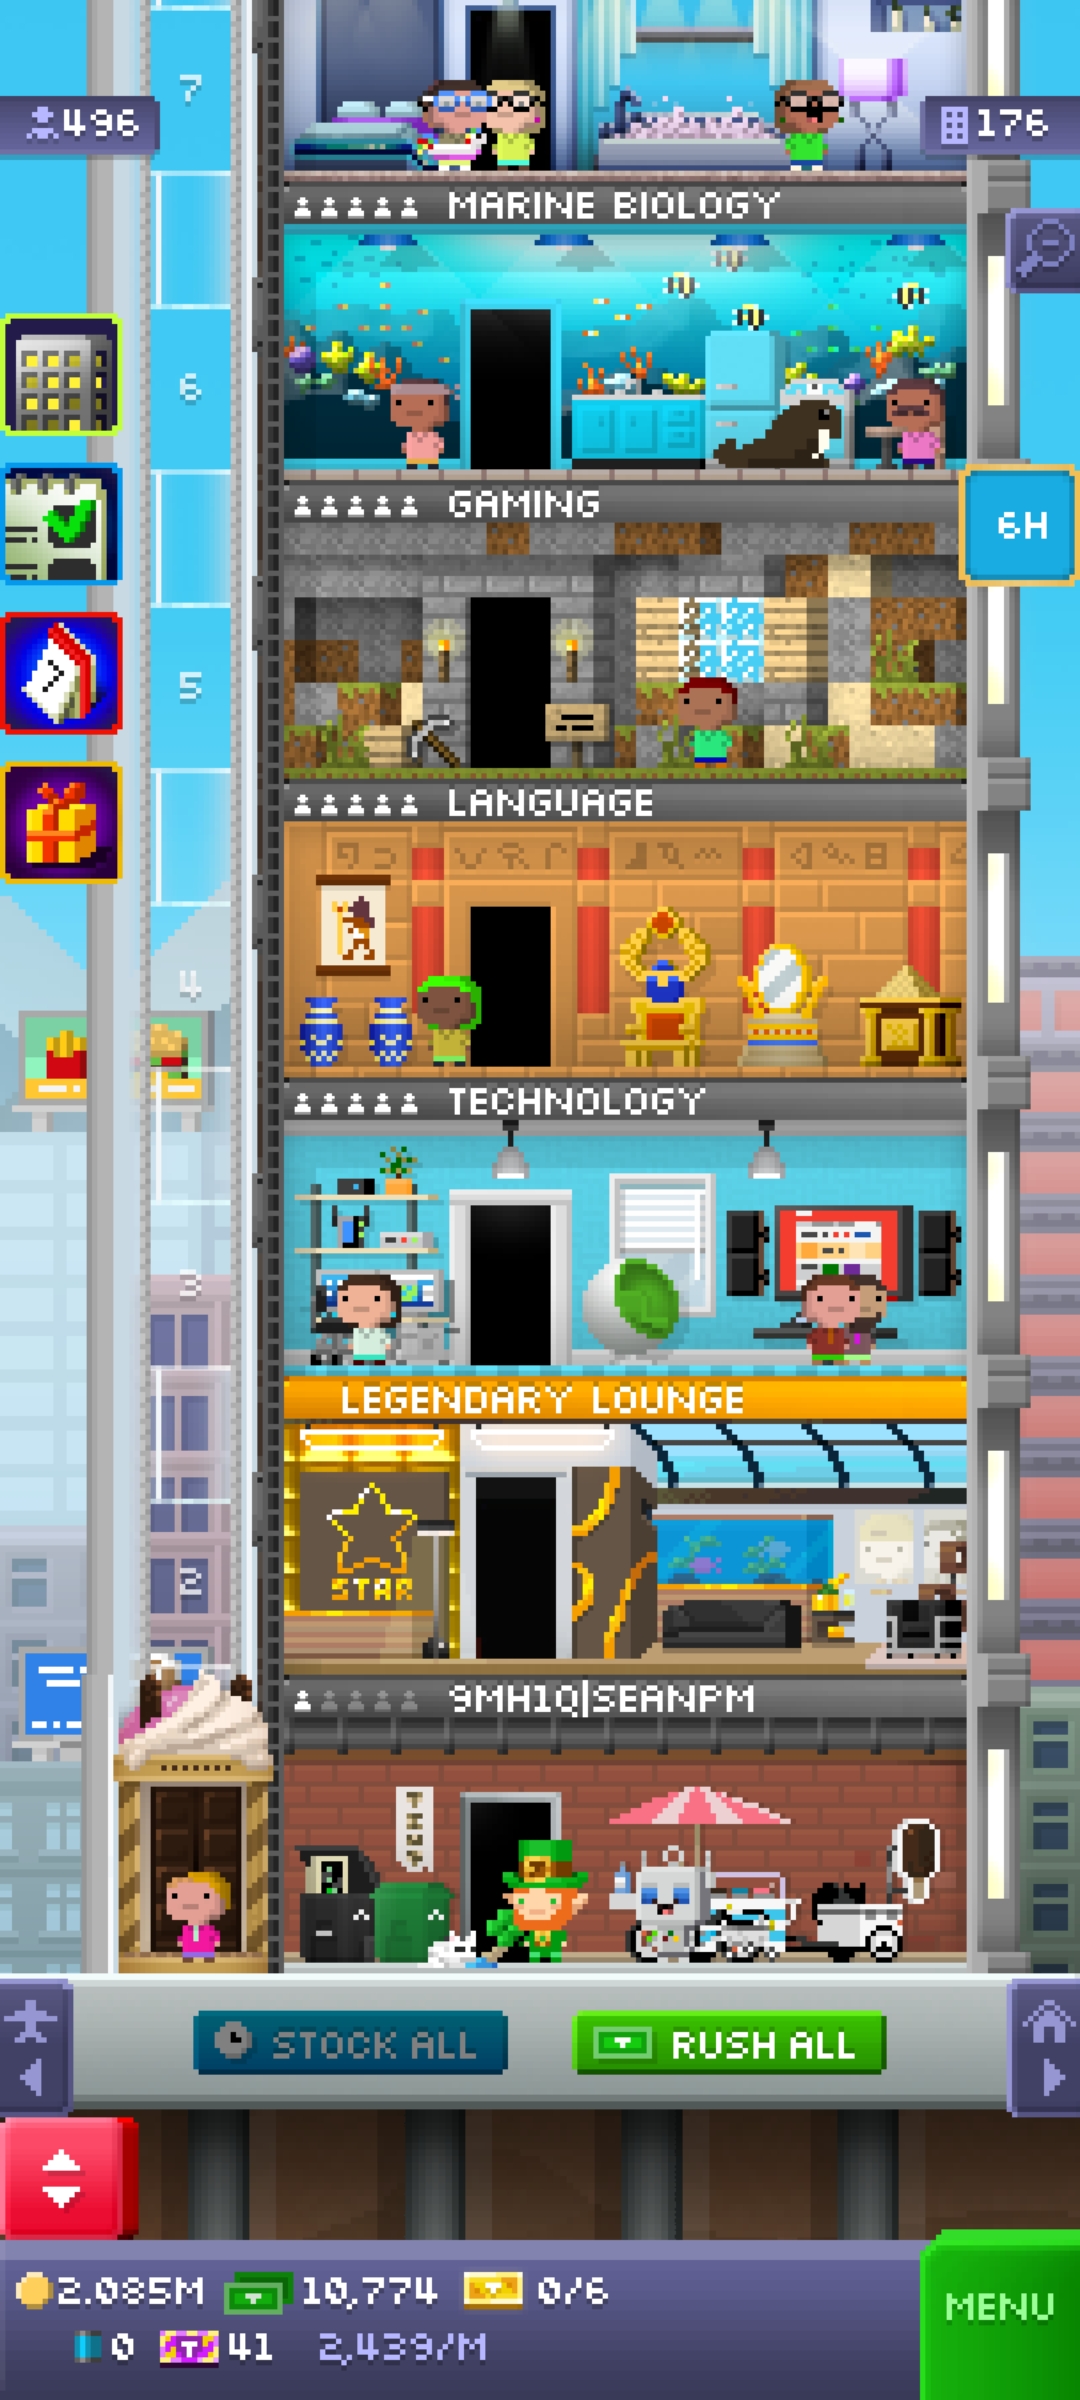 7
496
176
MARINE BIOLOGY
6
GAMING
6H
5
LANGUAGE
4
TECHNOLOGY
3
LEGENDARY LOUNGE
STAR
2
9MH1Q|SEANPM
TINY
STOCK ALL
RUSH ALL
2.085M 10,774 0/6
0 41 2,439/M
MENU